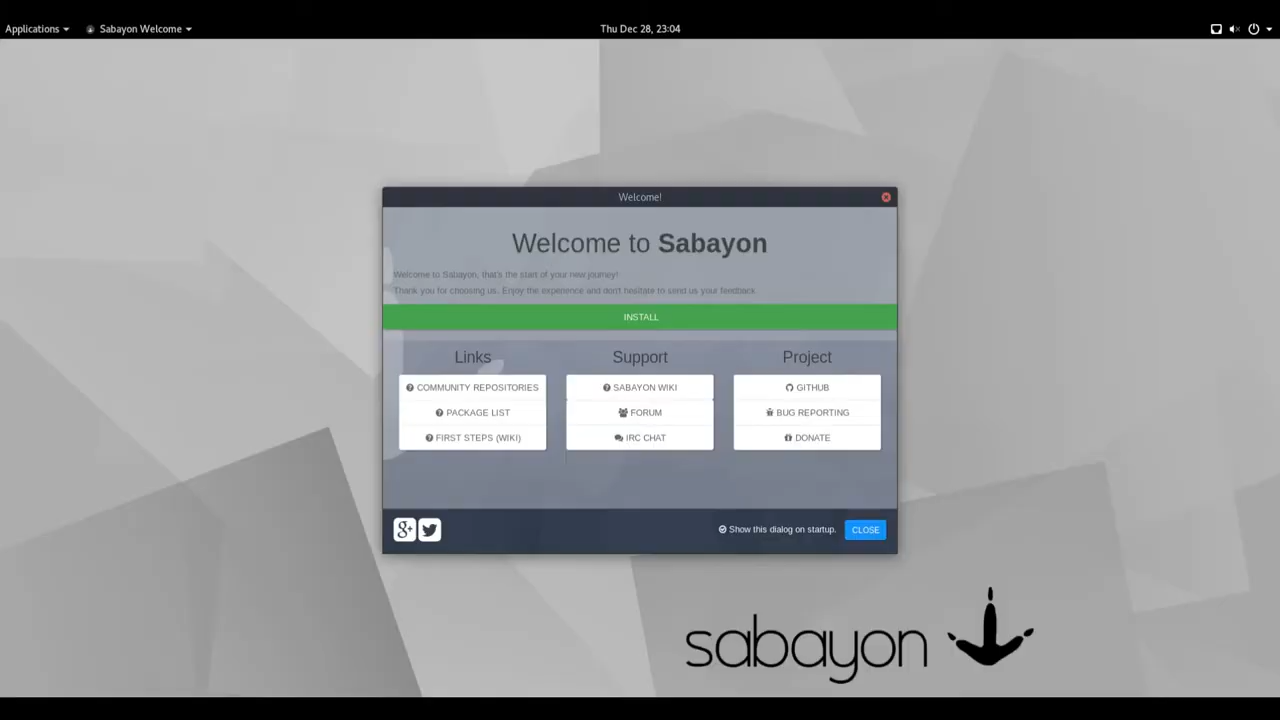 Applications
Sabayon Welcome
Thu Dec 28, 23:04
Welcome!
Welcome to Sabayon
Welcome to Sabayon, that's the start of your new journey!
Thank you for choosing us. Enjoy the experience and don't hesitate to send us your feedback
INSTALL
Links
COMMUNITY REPOSITORIES
PACKAGE LIST
FIRST STEPS (WIKI)
Support
SABAYON WIKI
FORUM
IRC CHAT
Project
GITHUB
BUG REPORTING
DONATE
g+
Show this dialog on startup.
CLOSE
sabayon